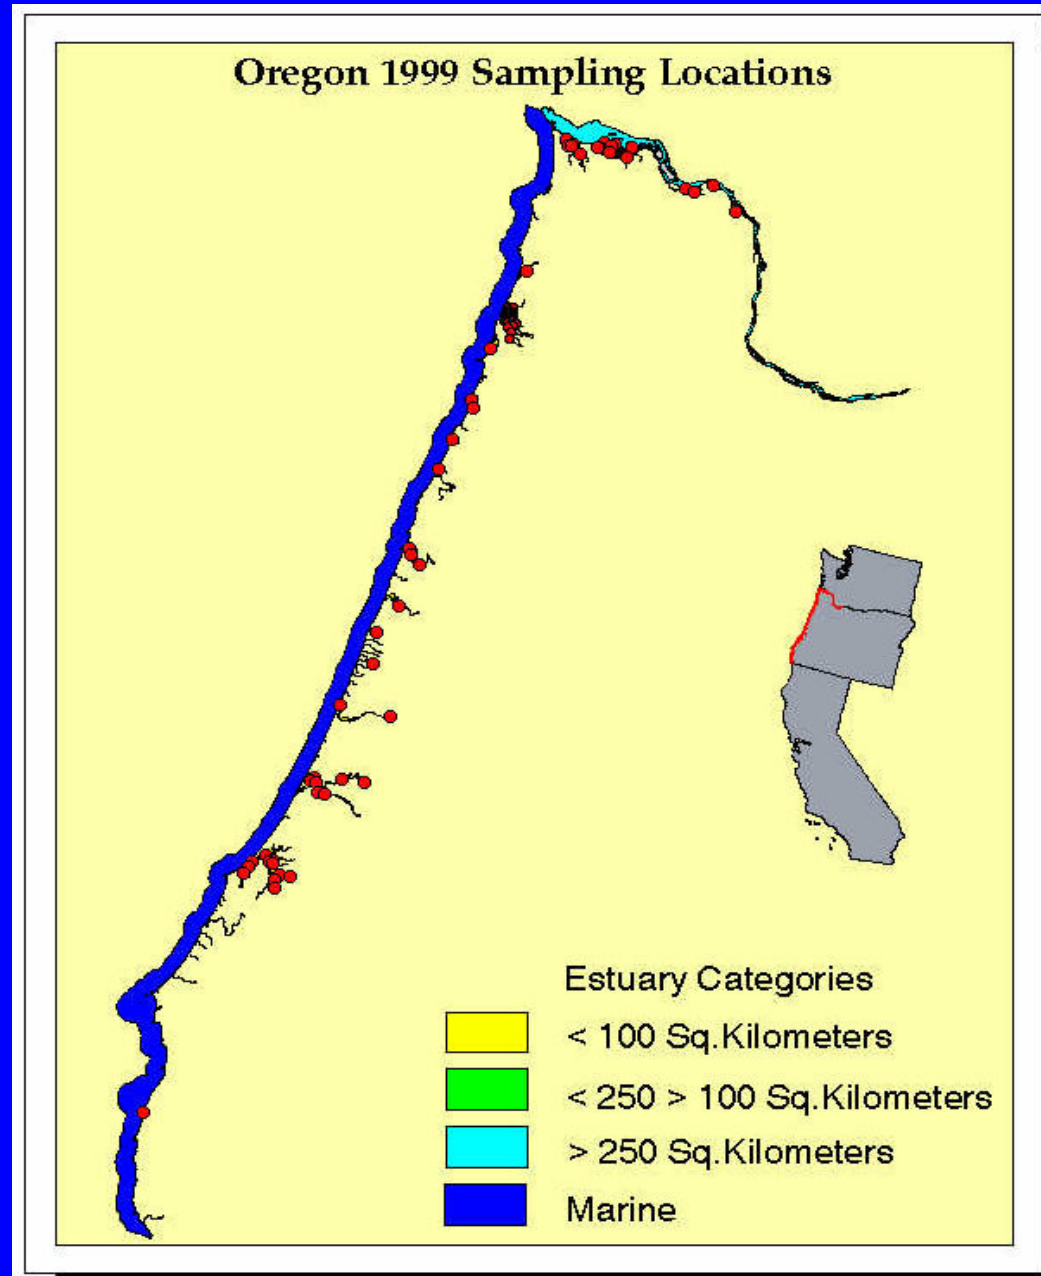 Oregon 1999 Sampling Locations
Estuary Categories
< 100 Sq.Kilometers
< 250 > 100 Sq.Kilometers
> 250 Sq.Kilometers
Marine